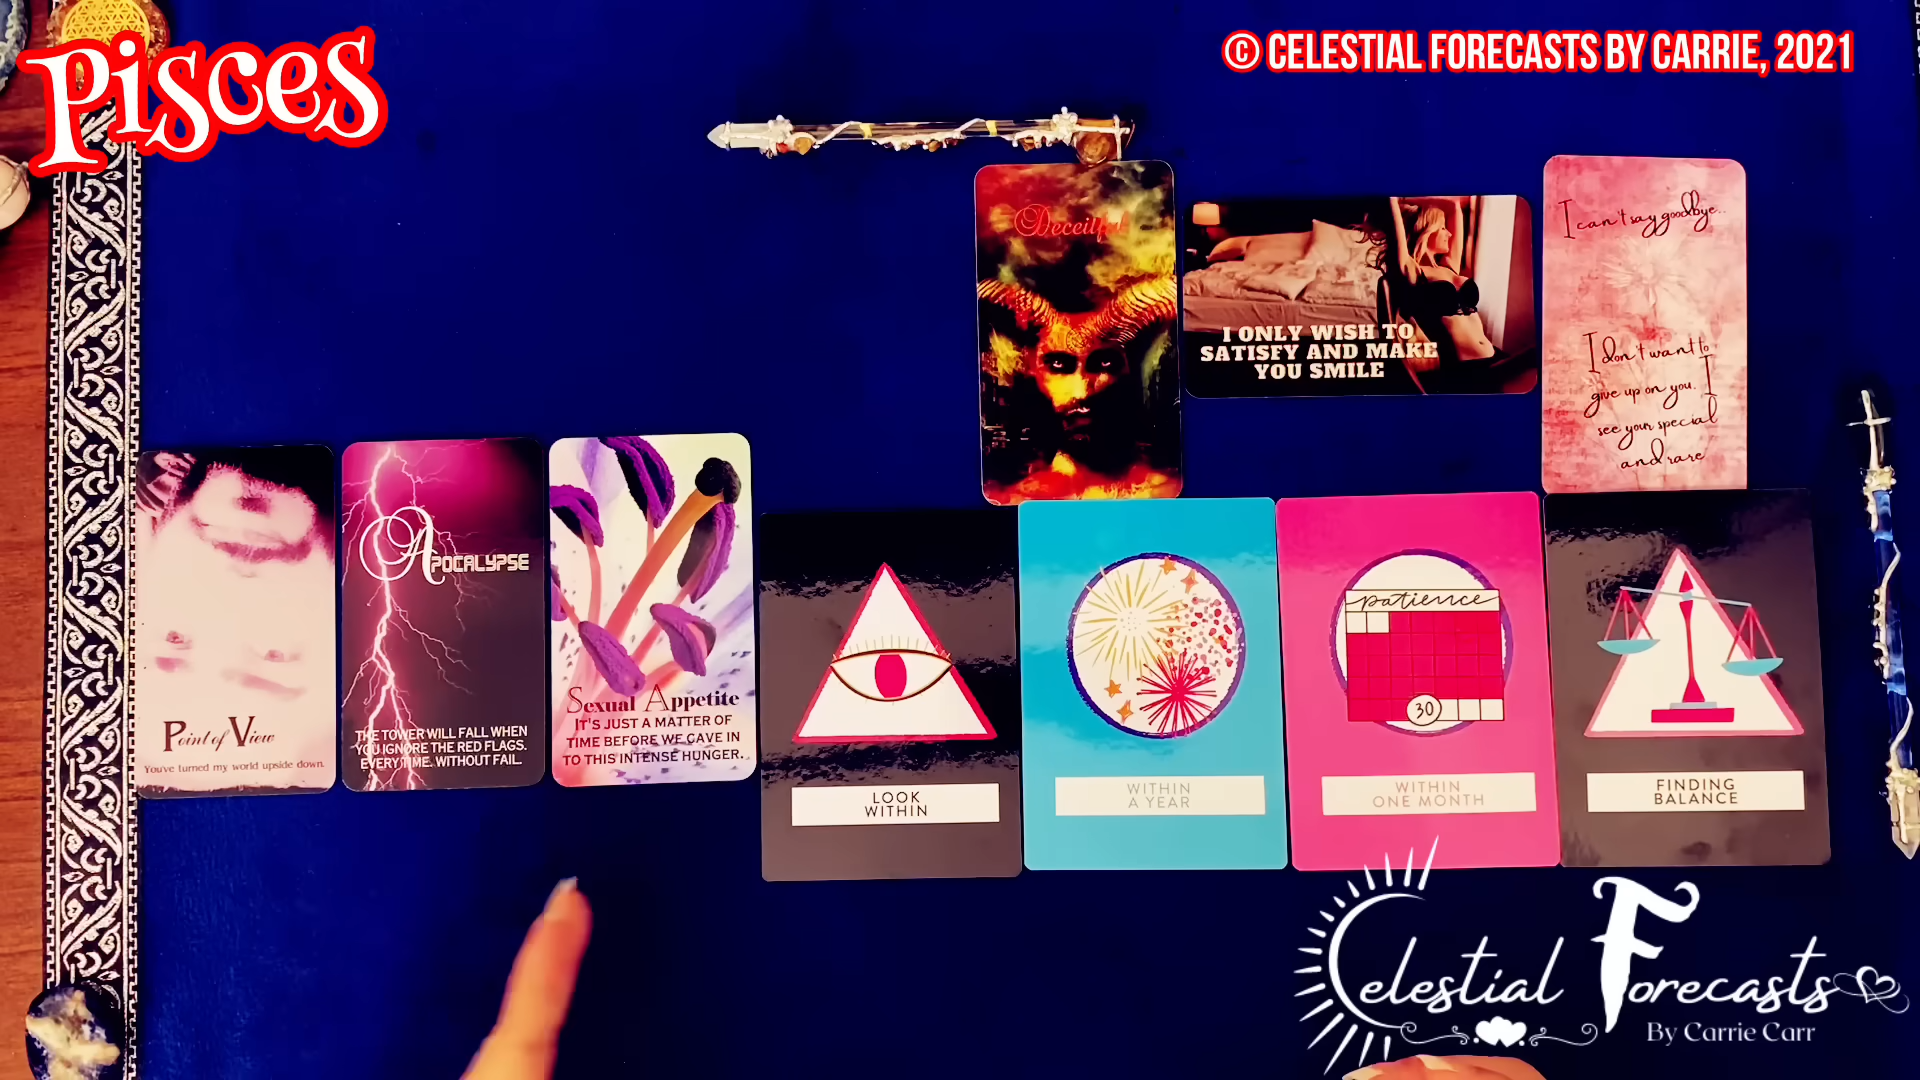 Pisces
© CELESTIAL FORECASTS BY CARRIE, 2021
Deceitful
I ONLY WISH TO
SATISFY AND MAKE
YOU SMILE
I can't say goodbye...
I don't want to
give up on you. I
see your special
and rare
Point of View
You've turned my world upside down.
APOCALYPSE
THE TOWER WILL FALL WHEN
YOU IGNORE THE RED FLAGS.
EVERYTIME. WITHOUT FAIL.
Sexual Appetite
IT'S JUST A MATTER OF
TIME BEFORE WE CAVE IN
TO THIS INTENSE HUNGER.
LOOK
WITHIN
WITHIN
A YEAR
patience
30
WITHIN
ONE MONTH
FINDING
BALANCE
Celestial Forecasts
By Carrie Carr